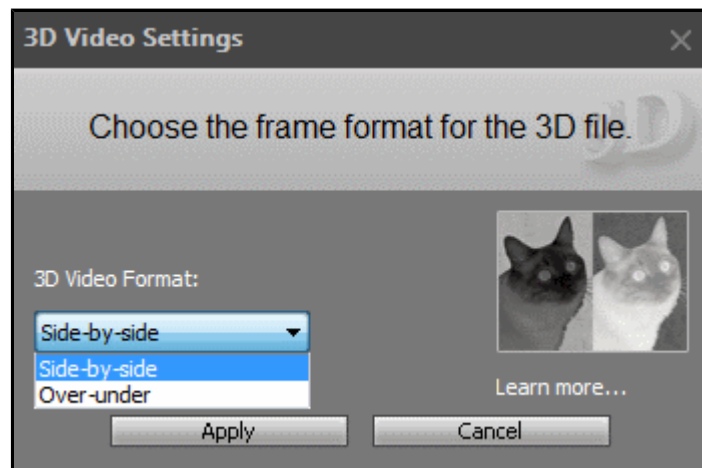 3D Video Settings
3D
Choose the frame format for the 3D file.
3D Video Format:
Side-by-side
Side-by-side
Over-under
Learn more...
Apply
Cancel